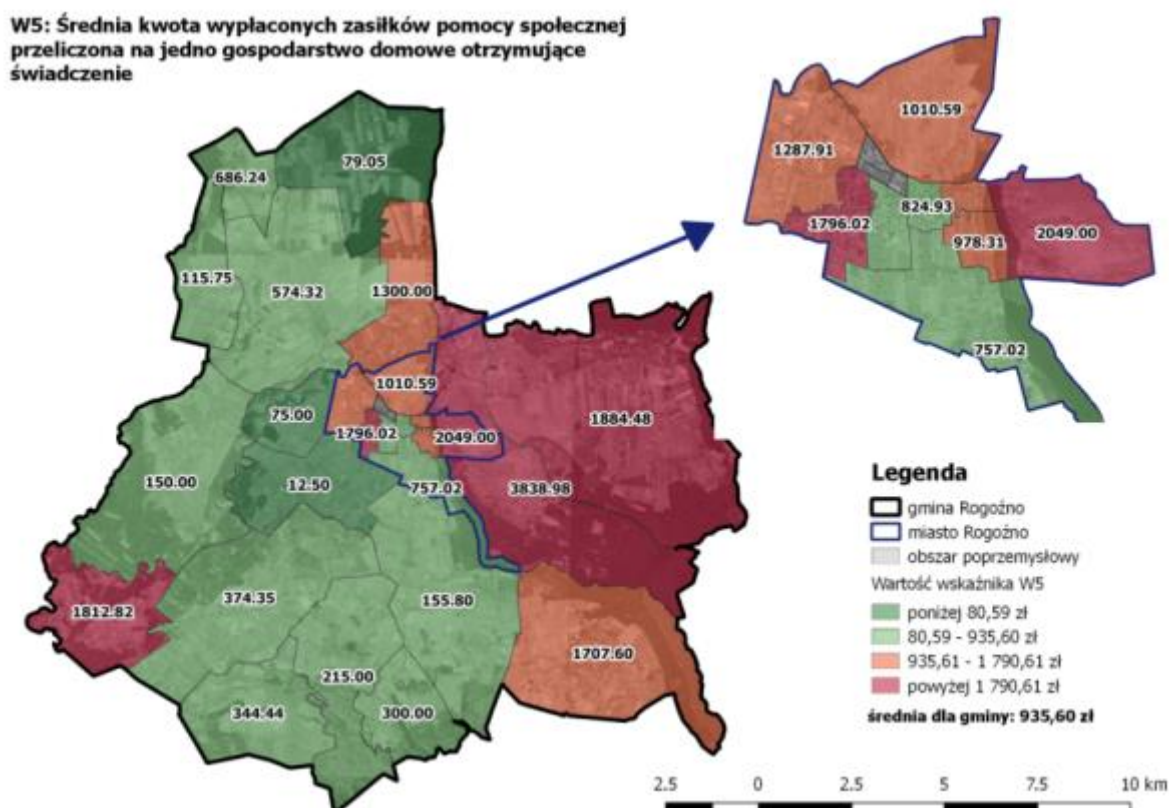 W5: Średnia kwota wypłaconych zasiłków pomocy społecznej
przeliczona na jedno gospodarstwo domowe otrzymujące
świadczenie
79.05
686.24
115.75
574.32
1300.00
1010.59
75.00
1796.02
2049.00
1884.48
150.00
12.50
757.02
3838.98
1812.82
374.35
155.80
1707.60
215.00
344.44
300.00
1010.59
1287.91
824.93
1796.02
978.31
2049.00
757.02
Legenda
gmina Rogoźno
miasto Rogoźno
obszar poprzemysłowy
Wartość wskaźnika W5
poniżej 80,59 zł
80,59 - 935,60 zł
935,61 - 1 790,61 zł
powyżej 1 790,61 zł
średnia dla gminy: 935,60 zł
2.5 0 2.5 5 7.5 10 km